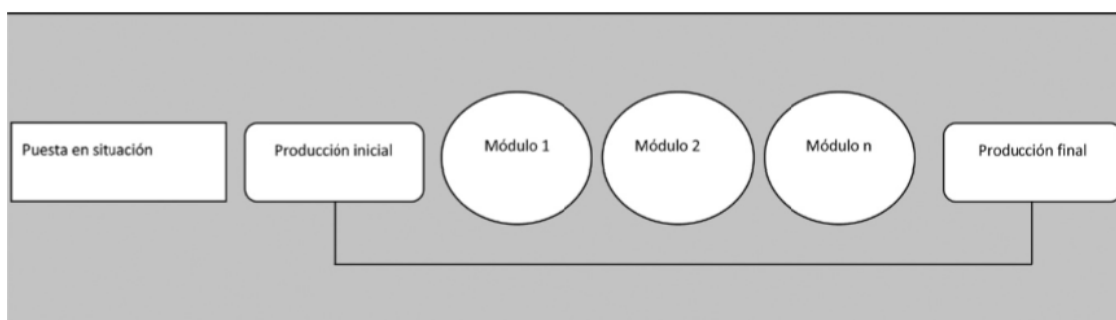 Puesta en situación
Producción inicial
Módulo 1
Módulo 2
Módulo n
Producción final